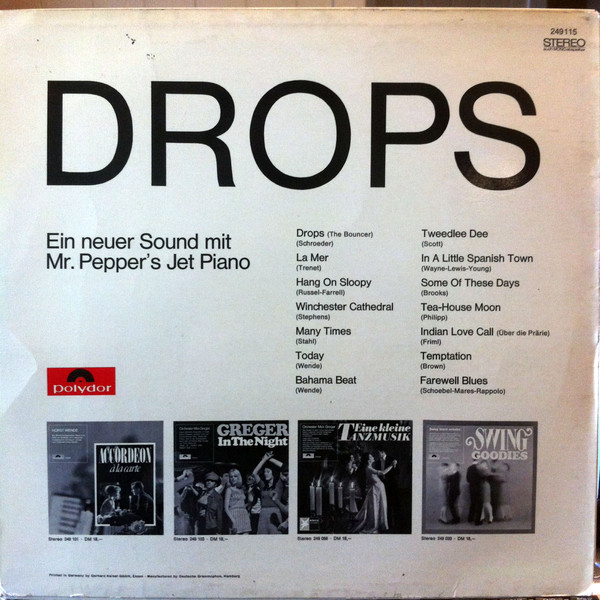 249115
STEREO
DROPS
Ein neuer Sound mit
Mr. Pepper's Jet Piano
Drops (The Bouncer)
(Schroeder)
La Mer
(Trenet)
Hang On Sloopy
(Russel-Farrell)
Winchester Cathedral
(Stephens)
Many Times
(Stahl)
Today
(Wende)
Bahama Beat
(Wende)
Tweedlee Dee
(Scott)
In A Little Spanish Town
(Wayne-Lewis-Young)
Some Of These Days
(Brooks)
Tea-House Moon
(Philipp)
Indian Love Call (Über die Prärie)
(Friml)
Temptation
(Brown)
Farewell Blues
(Schoebel-Mares-Rappolo)
polydor
ACCORDEON
à la carte
GREGER
In The Night
Eine kleine
TANZMUSIK
SWING
GOODIES